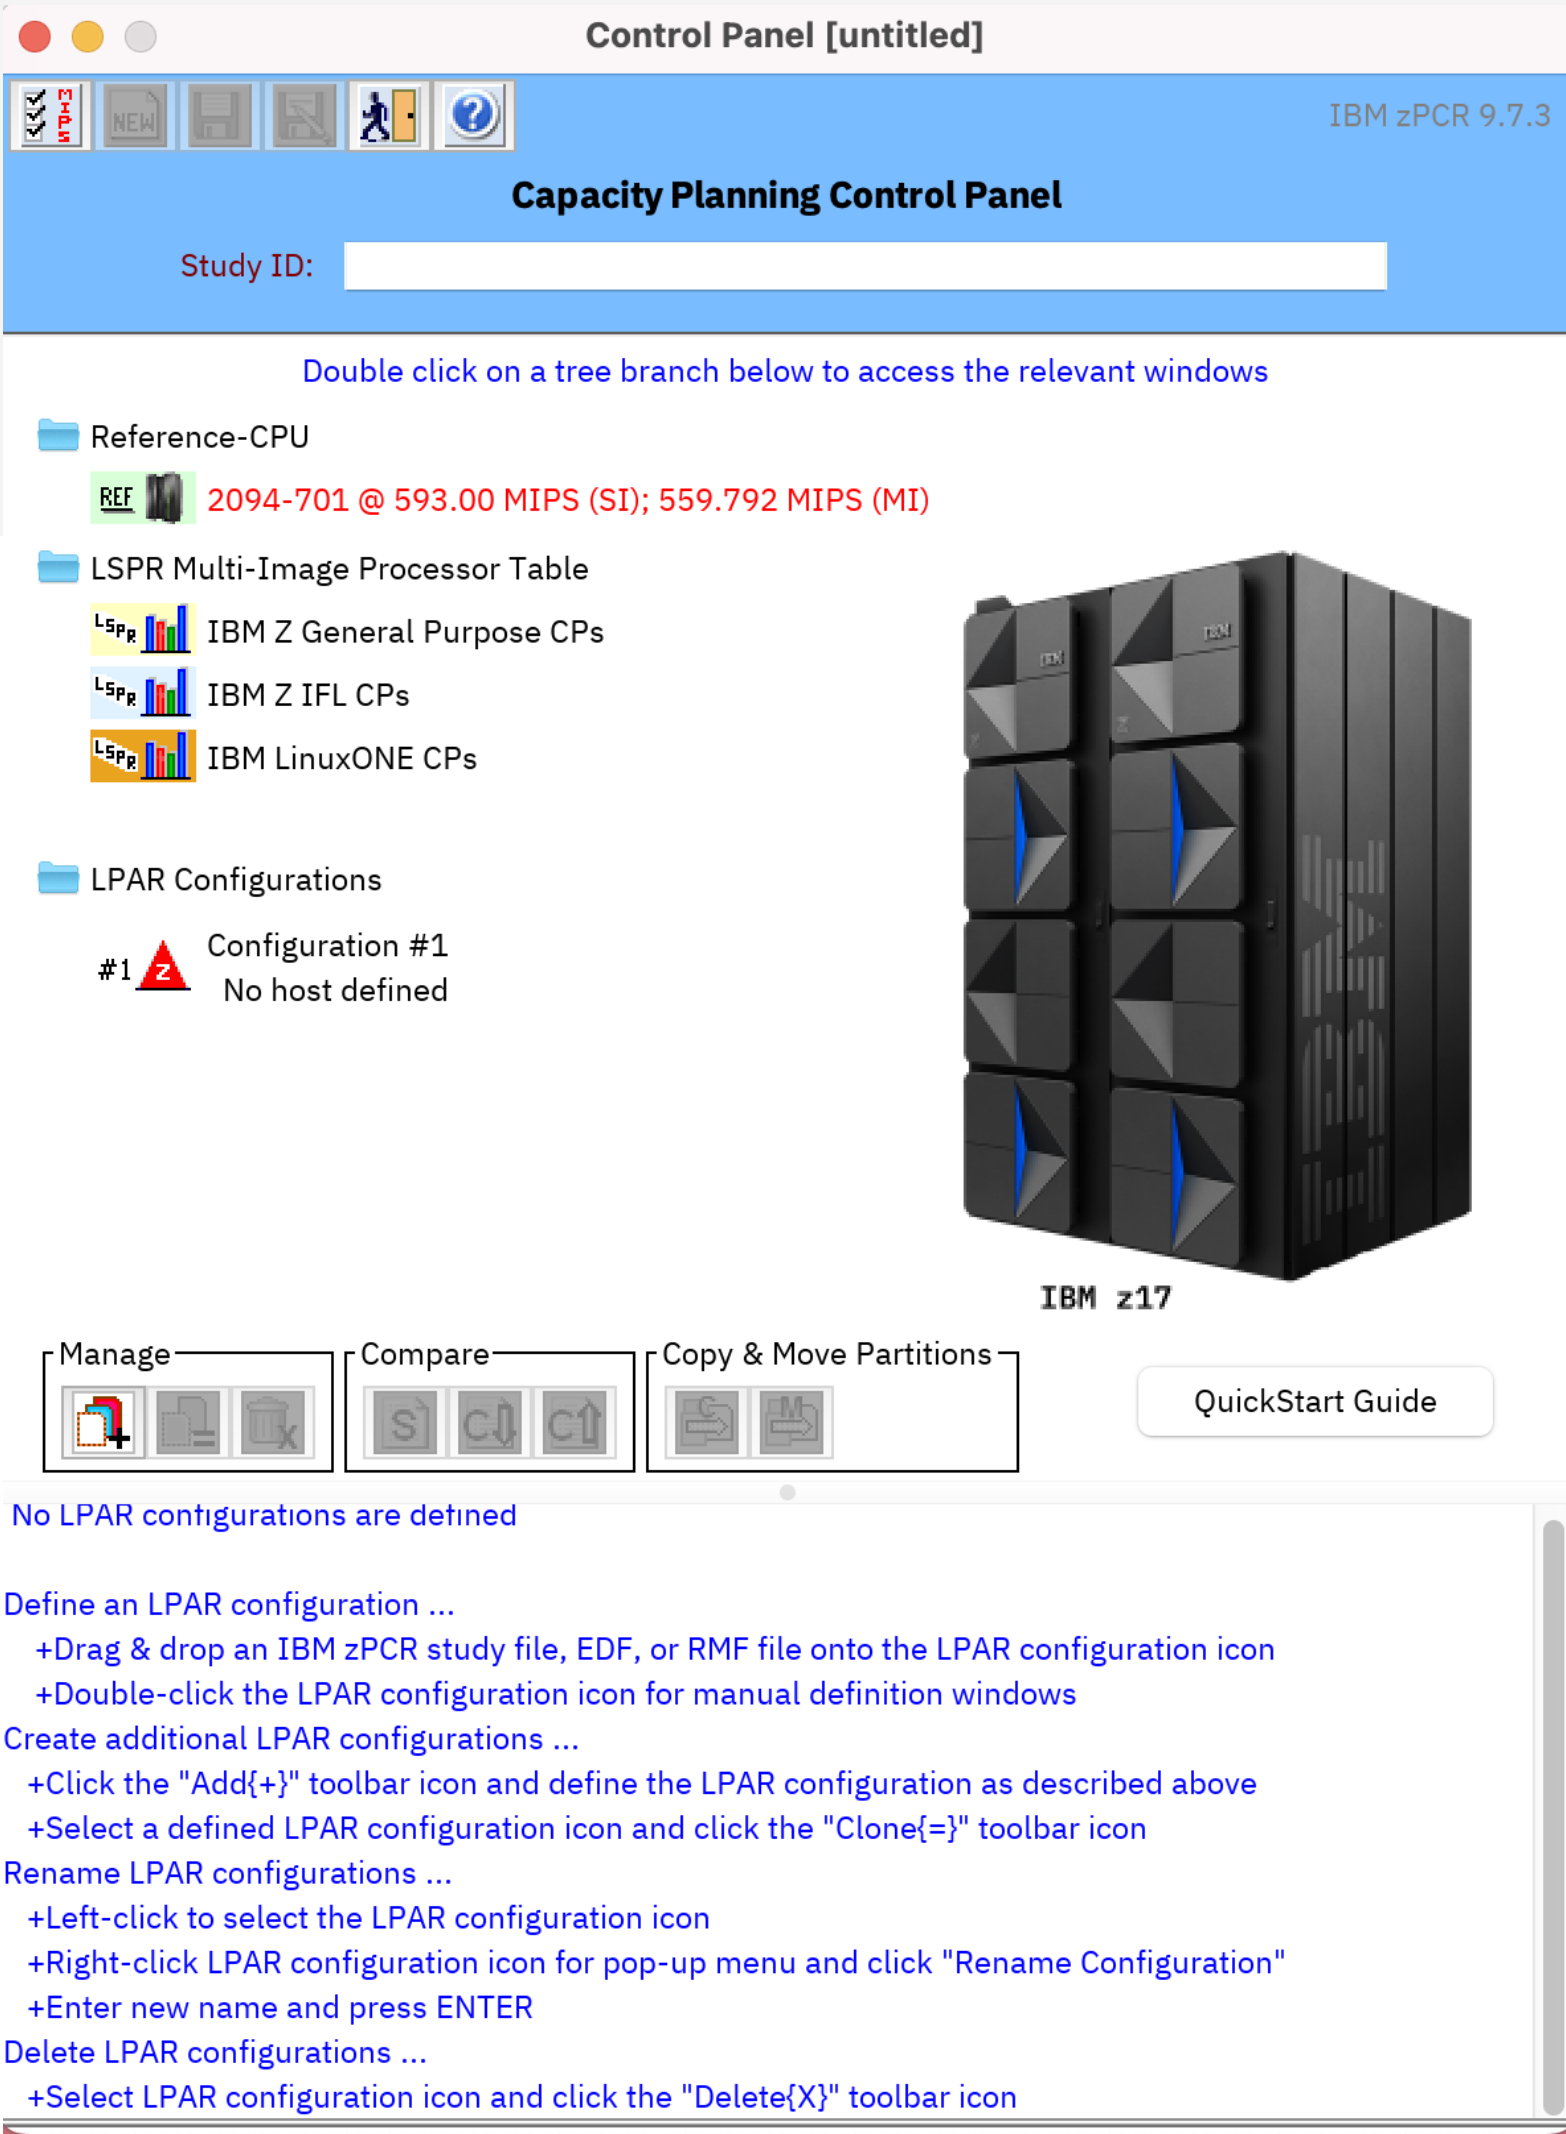 Control Panel [untitled]
MIPS
NEW
IBM zPCR 9.7.3
Capacity Planning Control Panel
Study ID:
Double click on a tree branch below to access the relevant windows
Reference-CPU
REF 2094-701 @ 593.00 MIPS (SI); 559.792 MIPS (MI)
LSPR Multi-Image Processor Table
LSPR IBM Z General Purpose CPs
LSPR IBM Z IFL CPs
LSPR IBM LinuxONE CPs
LPAR Configurations
#1 Z Configuration #1
No host defined
IBM
IBM
Z
Z
IBM
IBM z17
Manage
Compare
S C C
Copy & Move Partitions
C M
QuickStart Guide
No LPAR configurations are defined
Define an LPAR configuration ...
+Drag & drop an IBM zPCR study file, EDF, or RMF file onto the LPAR configuration icon
+Double-click the LPAR configuration icon for manual definition windows
Create additional LPAR configurations ...
+Click the "Add{+}" toolbar icon and define the LPAR configuration as described above
+Select a defined LPAR configuration icon and click the "Clone{=}" toolbar icon
Rename LPAR configurations ...
+Left-click to select the LPAR configuration icon
+Right-click LPAR configuration icon for pop-up menu and click "Rename Configuration"
+Enter new name and press ENTER
Delete LPAR configurations ...
+Select LPAR configuration icon and click the "Delete{X}" toolbar icon